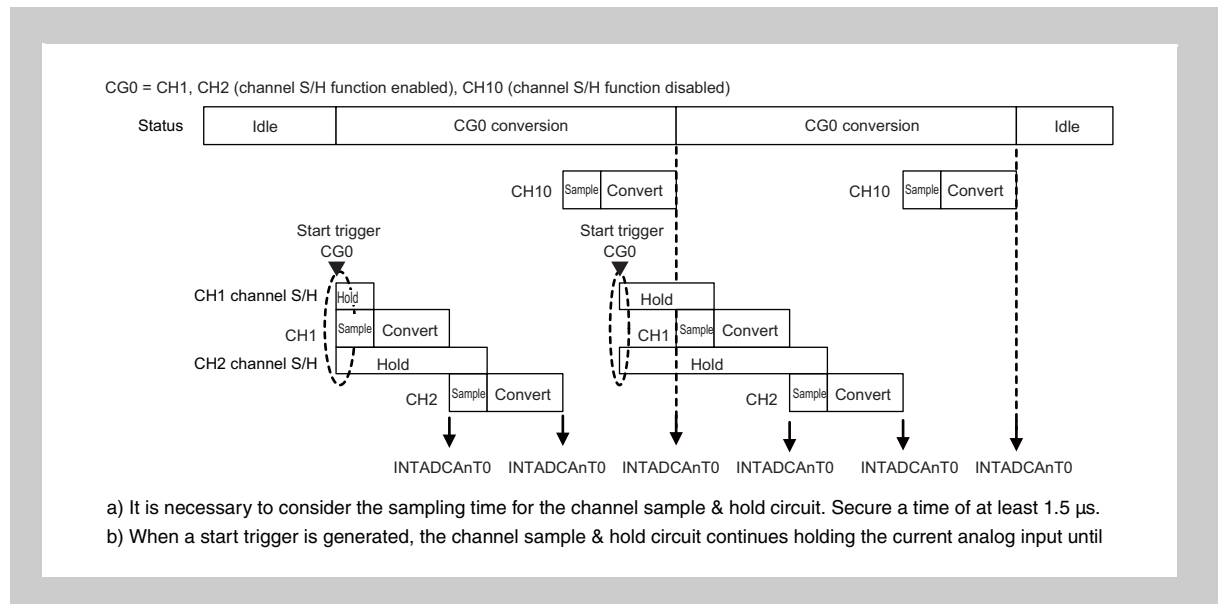 CG0 = CH1, CH2 (channel S/H function enabled), CH10 (channel S/H function disabled)
Status Idle CG0 conversion CG0 conversion Idle
CH10 Sample Convert CH10 Sample Convert
Start trigger Start trigger
CG0 CG0
CH1 channel S/H Hold Hold
CH1 Sample Convert CH1 Sample Convert
CH2 channel S/H Hold Hold
CH2 Sample Convert CH2 Sample Convert
INTADCAnT0 INTADCAnT0 INTADCAnT0 INTADCAnT0 INTADCAnT0 INTADCAnT0
a) It is necessary to consider the sampling time for the channel sample & hold circuit. Secure a time of at least 1.5 µs.
b) When a start trigger is generated, the channel sample & hold circuit continues holding the current analog input until